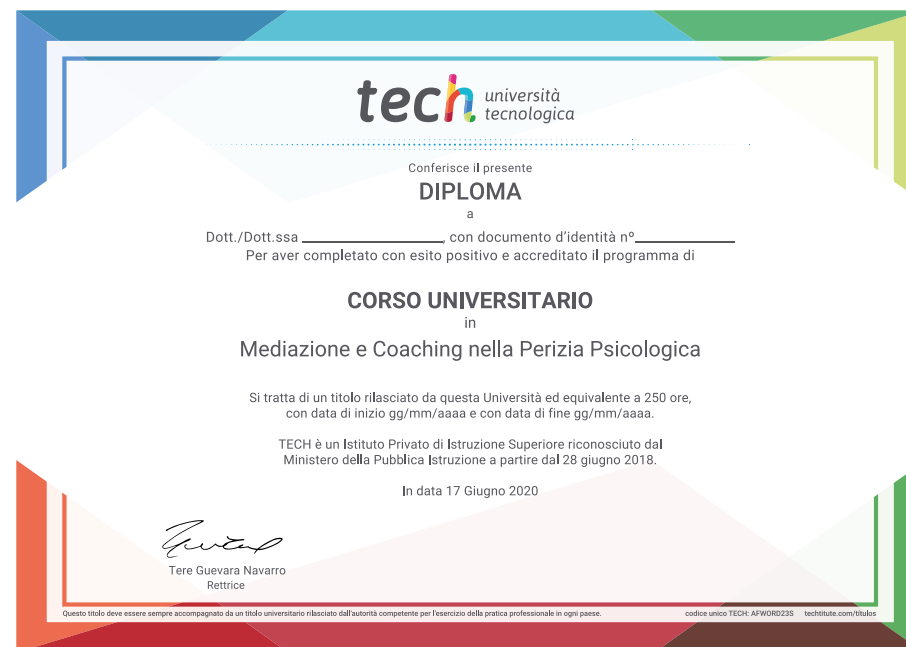 tech università
tecnologica
Conferisce il presente
DIPLOMA
a
Dott./Dott.ssa ____________________, con documento d'identità nº______________
Per aver completato con esito positivo e accreditato il programma di
CORSO UNIVERSITARIO
in
Mediazione e Coaching nella Perizia Psicologica
Si tratta di un titolo rilasciato da questa Università ed equivalente a 250 ore,
con data di inizio gg/mm/aaaa e con data di fine gg/mm/aaaa.
TECH è un Istituto Privato di Istruzione Superiore riconosciuto dal
Ministero della Pubblica Istruzione a partire dal 28 giugno 2018.
In data 17 Giugno 2020
Tere Guevara Navarro
Rettrice
Questo titolo deve essere sempre accompagnato da un titolo universitario rilasciato dall'autorità competente per l'esercizio della pratica professionale in ogni paese. codice unico TECH: AFWORD23S techtitute.com/títulos